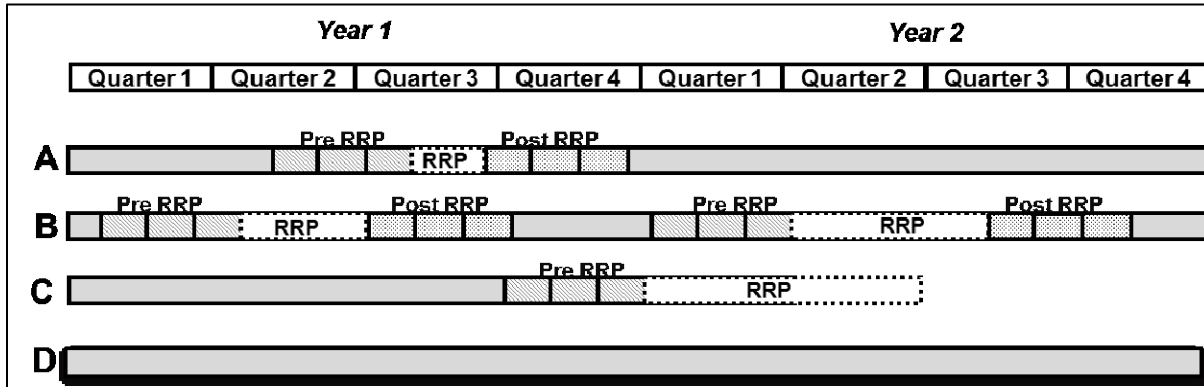 Year 1 Year 2
Quarter 1 Quarter 2 Quarter 3 Quarter 4 Quarter 1 Quarter 2 Quarter 3 Quarter 4
Pre RRP Post RRP
A RRP
Pre RRP Post RRP Pre RRP Post RRP
B RRP RRP
Pre RRP
C RRP
D